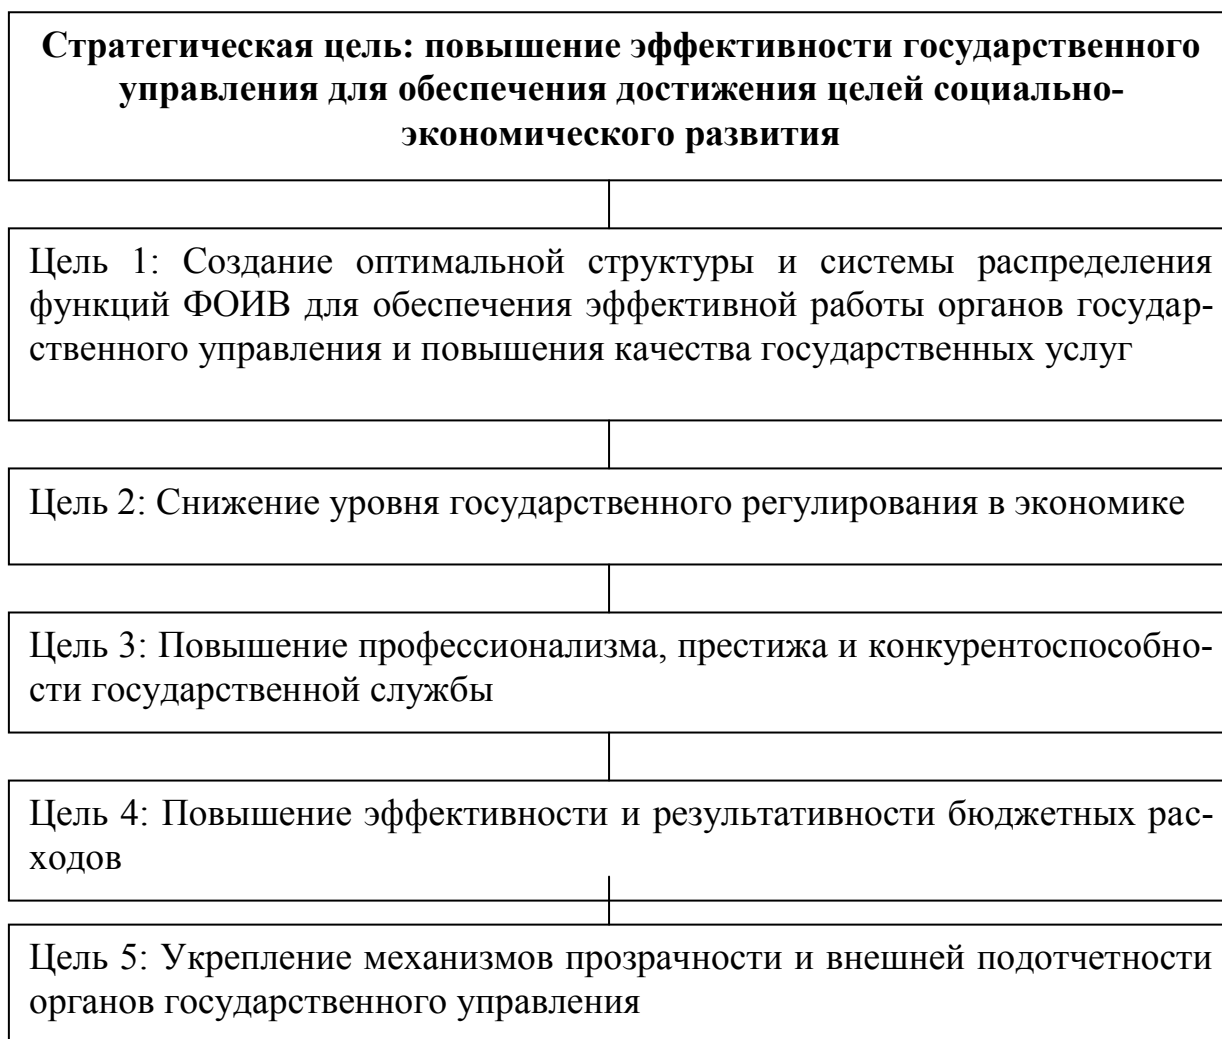 Стратегическая цель: повышение эффективности государственного
управления для обеспечения достижения целей социально-
экономического развития
Цель 1: Создание оптимальной структуры и системы распределения
функций ФОИВ для обеспечения эффективной работы органов государ-
ственного управления и повышения качества государственных услуг
Цель 2: Снижение уровня государственного регулирования в экономике
Цель 3: Повышение профессионализма, престижа и конкурентоспособно-
сти государственной службы
Цель 4: Повышение эффективности и результативности бюджетных рас-
ходов
Цель 5: Укрепление механизмов прозрачности и внешней подотчетности
органов государственного управления